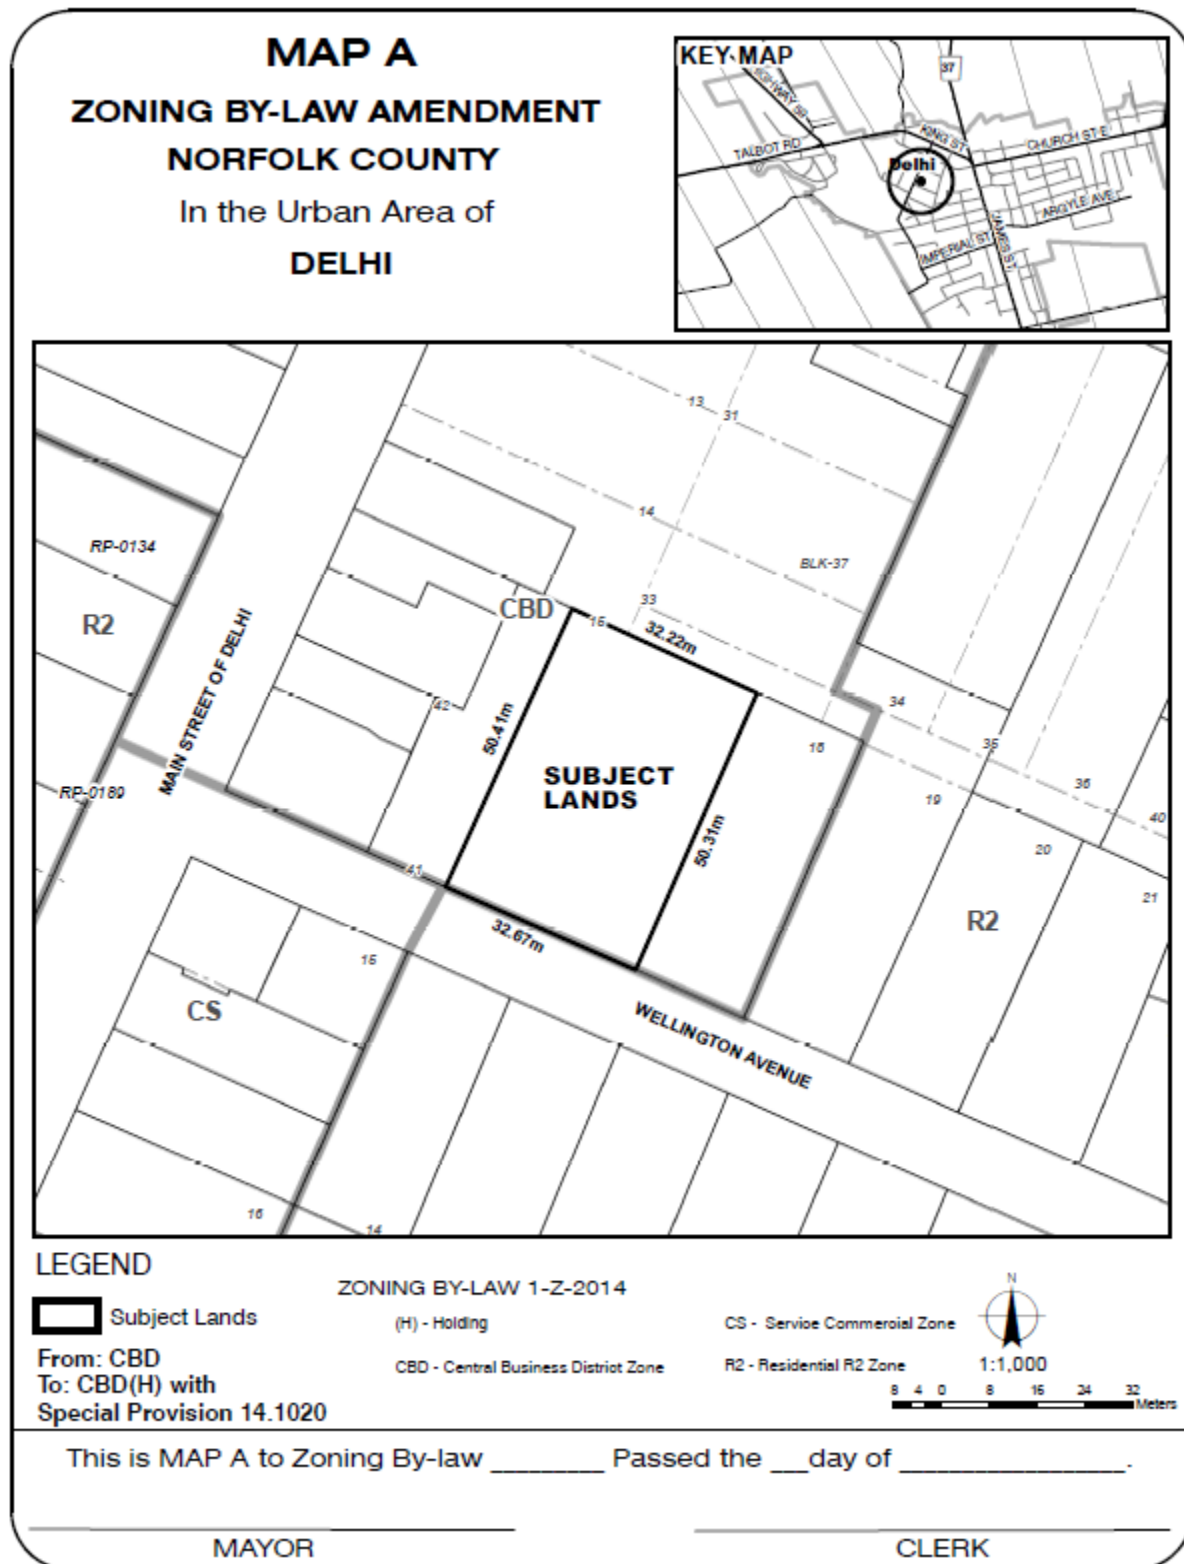 MAP A
ZONING BY-LAW AMENDMENT
NORFOLK COUNTY
In the Urban Area of
DELHI
KEY MAP
HIGHWAY 59
37
TALBOT RD
KING ST
CHURCH ST E
Delhi
ARGYLE AVE
IMPERIAL ST
JAMES ST
13
31
14
RP-0134
BLK-37
33
R2
CBD
15
32.22m
MAIN STREET OF DELHI
42
50.41m
34
18
35
SUBJECT
LANDS
RP-0189
36
19
40
50.31m
20
41
21
R2
32.67m
15
CS
WELLINGTON AVENUE
16
14
LEGEND
Subject Lands
From: CBD
To: CBD(H) with
Special Provision 14.1020
ZONING BY-LAW 1-Z-2014
(H) - Holding
CBD - Central Business District Zone
CS - Service Commercial Zone
R2 - Residential R2 Zone
N
1:1,000
8 4 0 8 16 24 32
Meters
This is MAP A to Zoning By-law ________ Passed the ___day of ________________.
MAYOR
CLERK